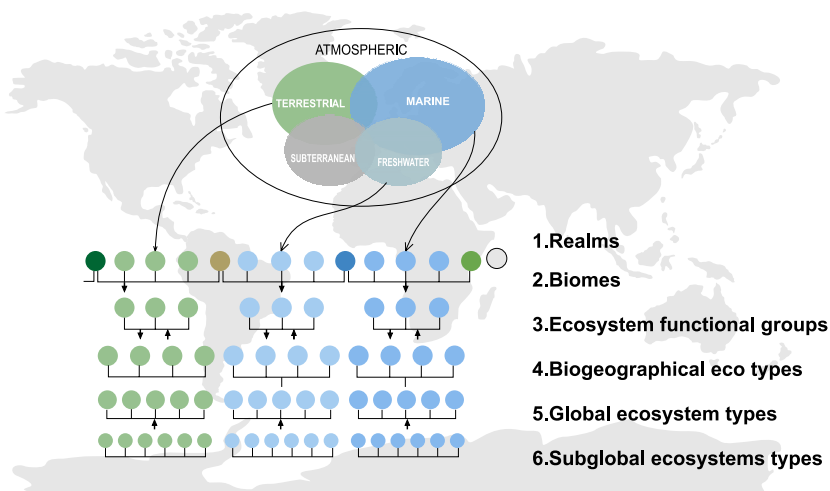 ATMOSPHERIC
TERRESTRIAL
MARINE
SUBTERRANEAN
FRESHWATER
1.Realms
2.Biomes
3.Ecosystem functional groups
4.Biogeographical eco types
5.Global ecosystem types
6.Subglobal ecosystems types